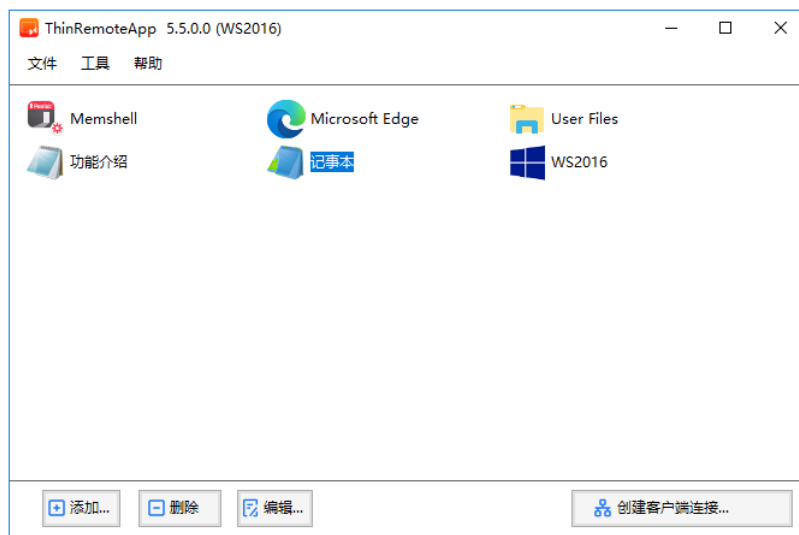 ThinRemoteApp 5.5.0.0 (WS2016)
文件 工具 帮助
Memshell Microsoft Edge User Files
功能介绍 记事本 WS2016
添加... 删除 编辑... 创建客户端连接...